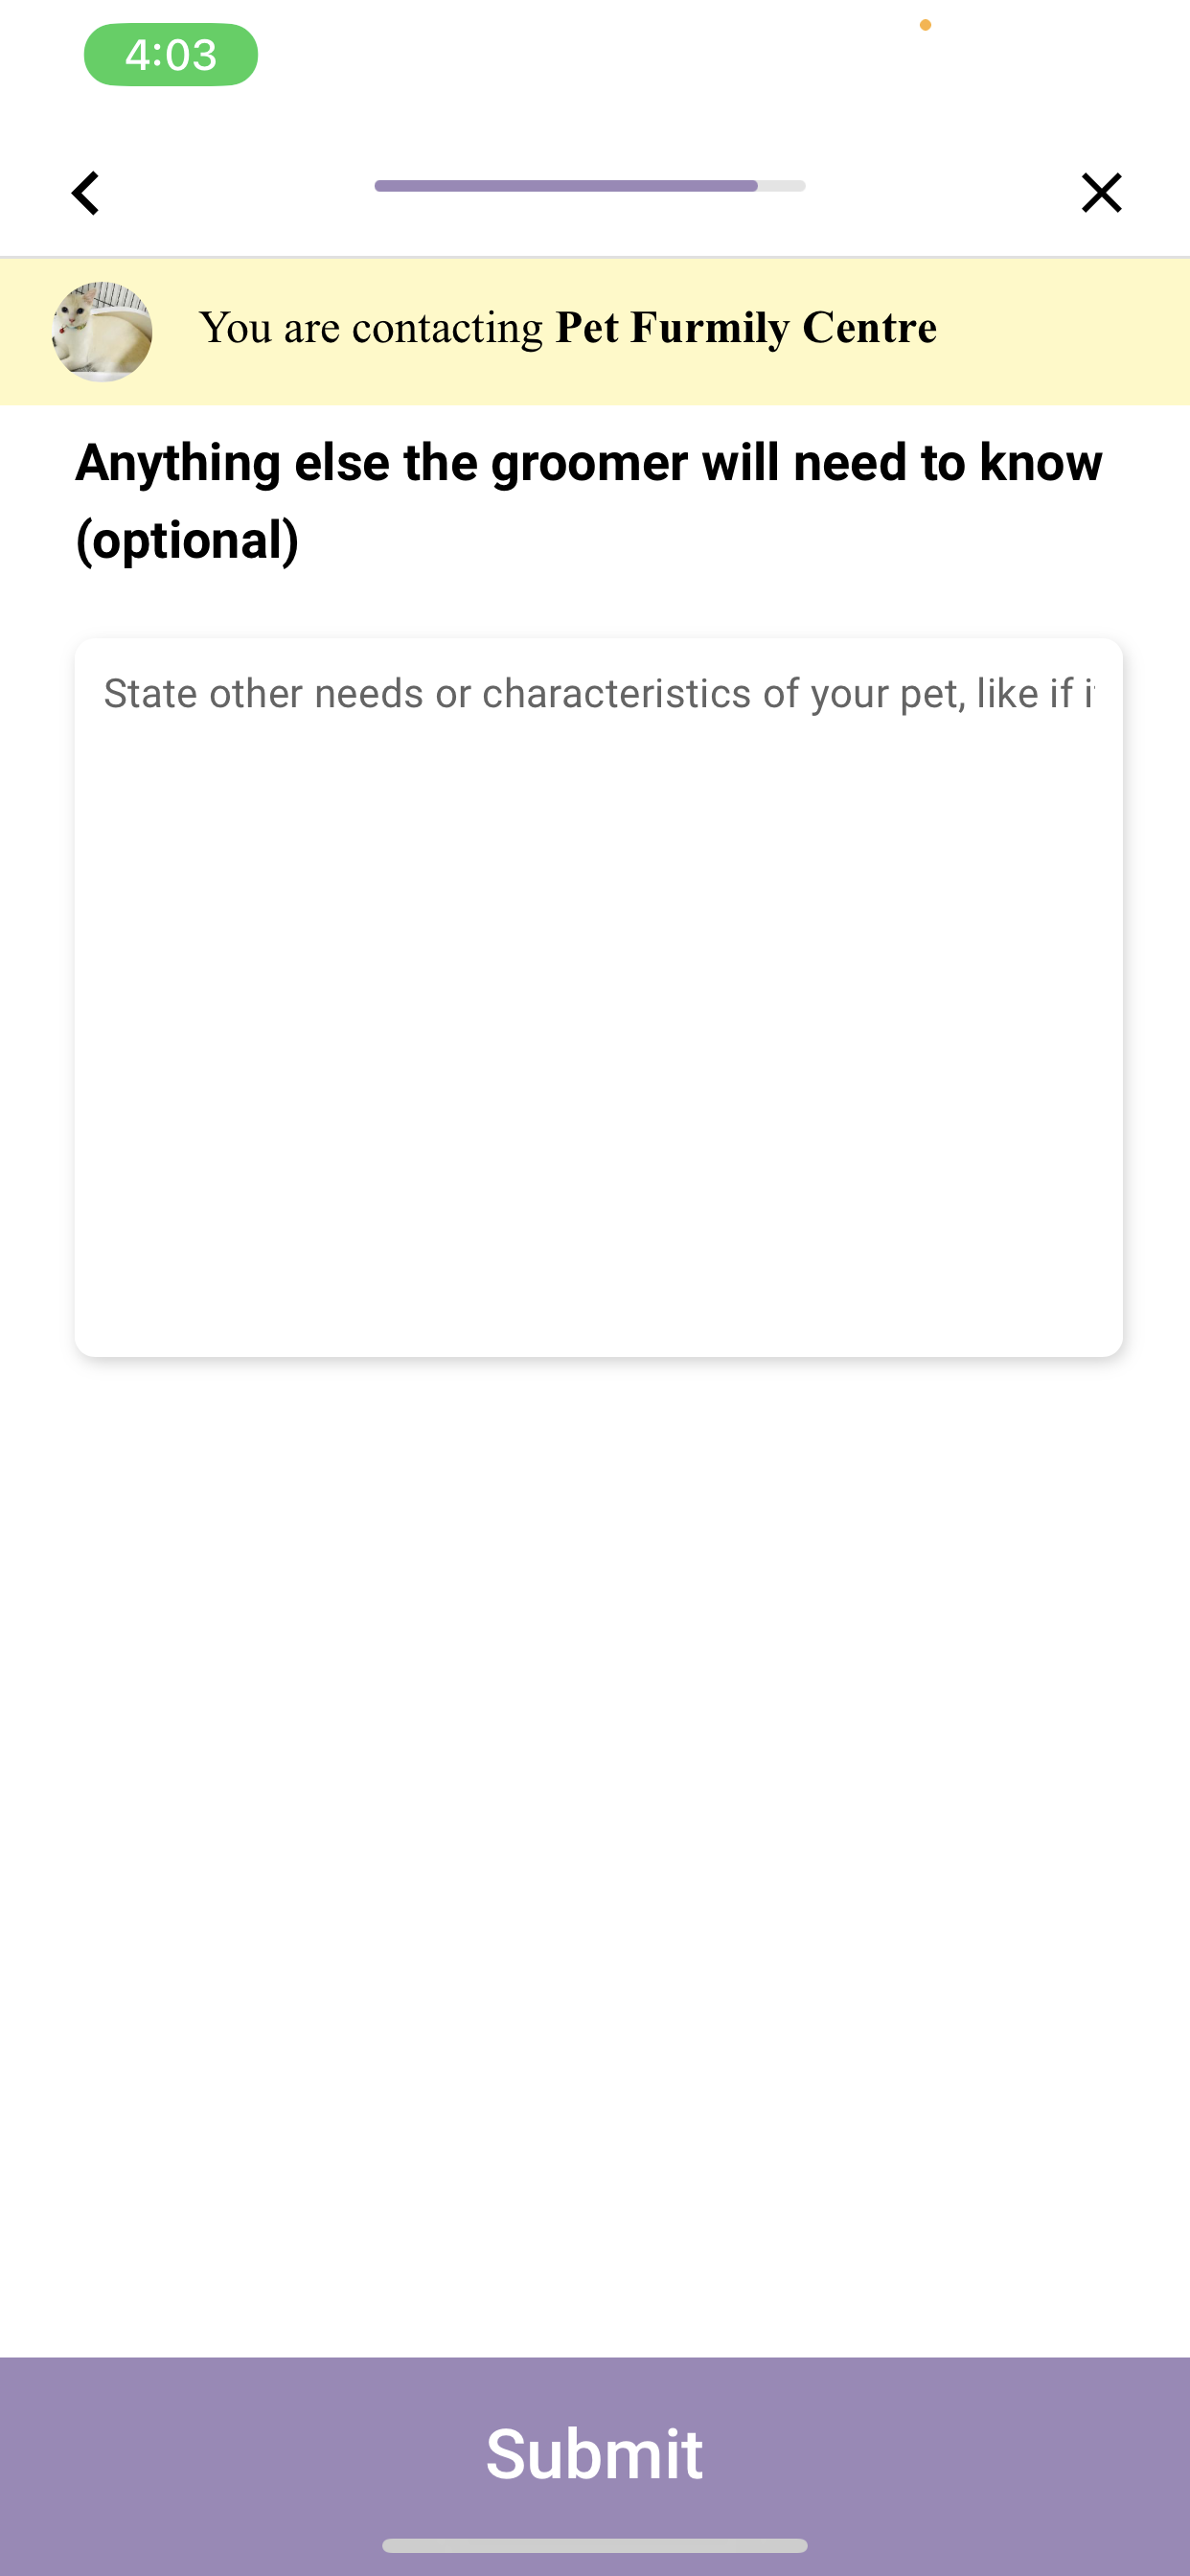 4:03
You are contacting Pet Furmily Centre
Anything else the groomer will need to know
(optional)
State other needs or characteristics of your pet, like if
Submit